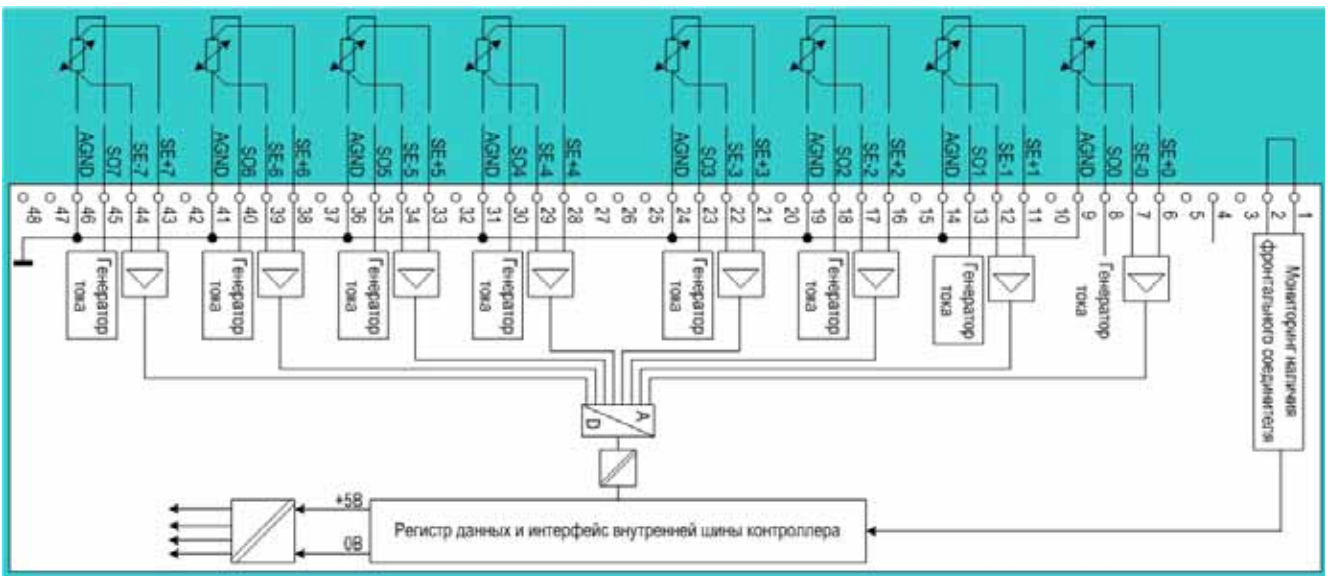 AGND SO7 SE-7 SE+7
AGND SO6 SE-6 SE+6
AGND SO5 SE-5 SE+5
AGND SO4 SE-4 SE+4
AGND SO3 SE-3 SE+3
AGND SO2 SE-2 SE+2
AGND SO1 SE-1 SE+1
AGND SO0 SE-0 SE+0
48 47 46 45 44 43 42 41 40 39 38 37 36 35 34 33 32 31 30 29 28 27 26 25 24 23 22 21 20 19 18 17 16 15 14 13 12 11 10 9 8 7 6 5 4 3 2 1
Генератор
тока
Генератор
тока
Генератор
тока
Генератор
тока
Генератор
тока
Генератор
тока
Генератор
тока
Генератор
тока
Мониторинг наличия
фронтального соединителя
A
D
+5В
0В
Регистр данных и интерфейс внутренней шины контроллера